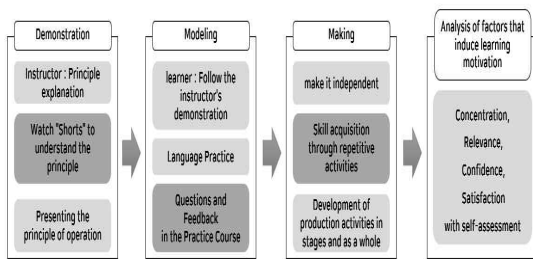 Demonstration
Instructor : Principle
explanation
Watch "Shorts" to
understand the
principle
Presenting the
principle of operation
Modeling
learner : Follow the
instructor's
demonstration
Language Practice
Questions and
Feedback
in the Practice Course
Making
make it independent
Skill acquisition
through repetitive
activities
Development of
production activities in
stages and as a whole
Analysis of factors that
induce learning
motivation
Concentration,
Relevance,
Confidence,
Satisfaction
with self-assessment